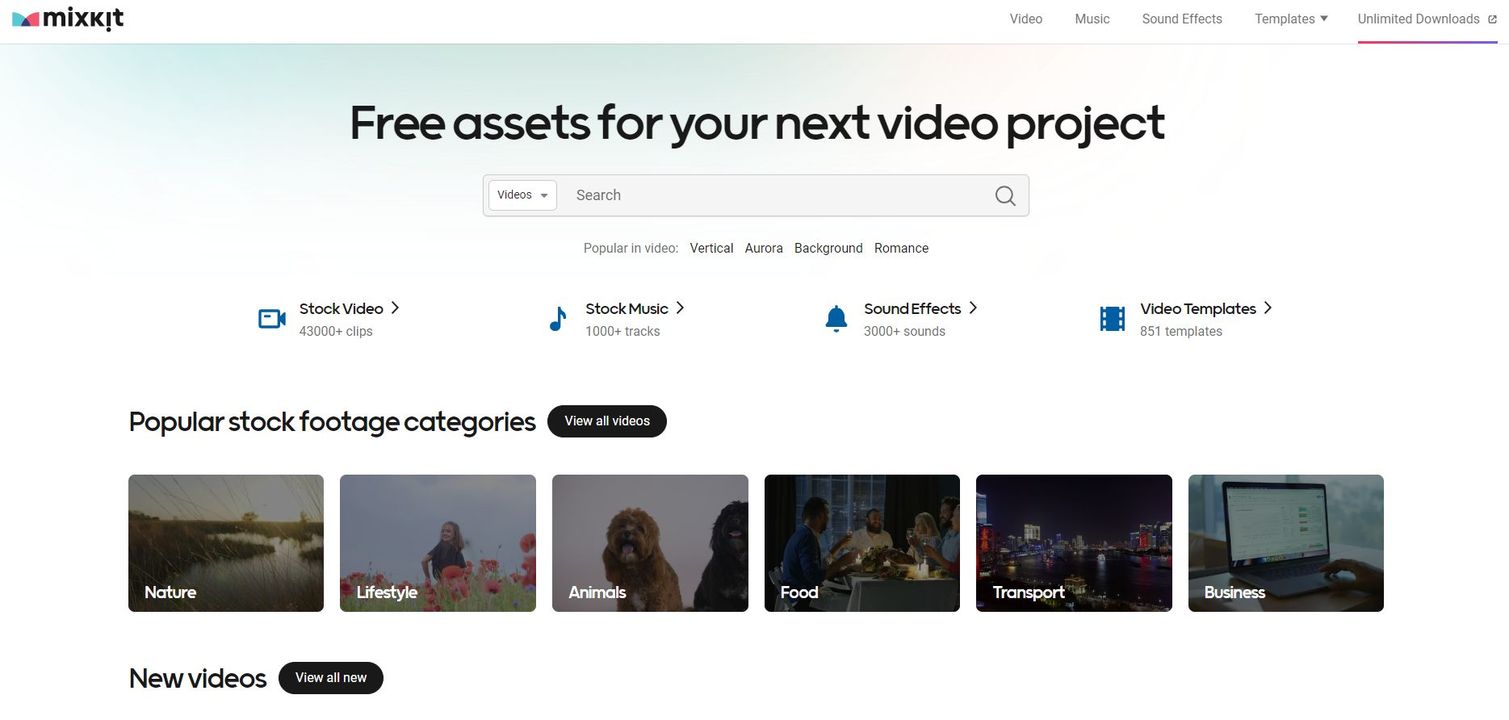 mixkit
Video Music Sound Effects Templates Unlimited Downloads
Free assets for your next video project
Videos Search
Popular in video: Vertical Aurora Background Romance
Stock Video Stock Music Sound Effects Video Templates
43000+ clips 1000+ tracks 3000+ sounds 851 templates
Popular stock footage categories View all videos
Nature Lifestyle Animals Food Transport Business
New videos View all new